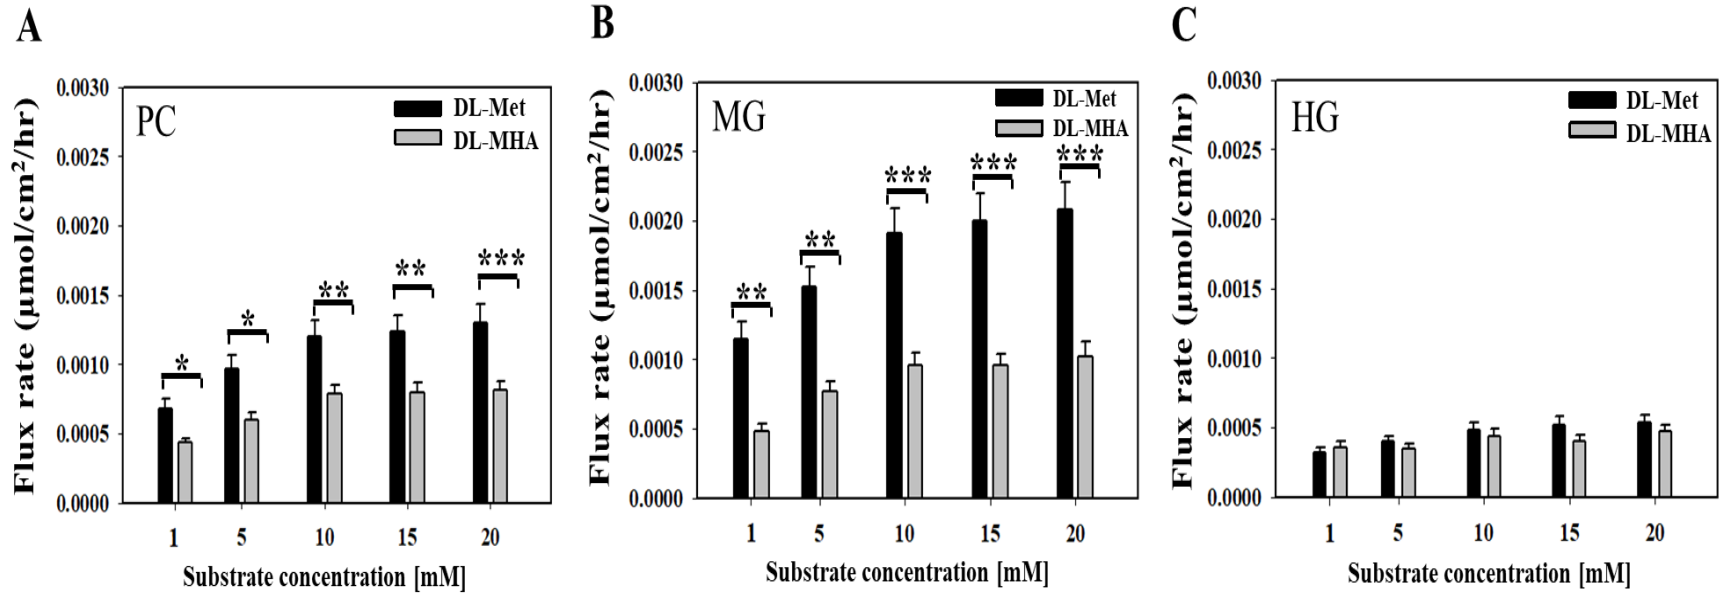 A
Flux rate (µmol/cm²/hr)
0.0030
0.0025
0.0020
0.0015
0.0010
0.0005
0.0000
PC
DL-Met
DL-MHA
*
*
**
**
***
1 5 10 15 20
Substrate concentration [mM]
B
Flux rate (µmol/cm²/hr)
0.0030
0.0025
0.0020
0.0015
0.0010
0.0005
0.0000
MG
DL-Met
DL-MHA
**
**
***
***
***
1 5 10 15 20
Substrate concentration [mM]
C
Flux rate (µmol/cm²/hr)
0.0030
0.0025
0.0020
0.0015
0.0010
0.0005
0.0000
HG
DL-Met
DL-MHA
1 5 10 15 20
Substrate concentration [mM]